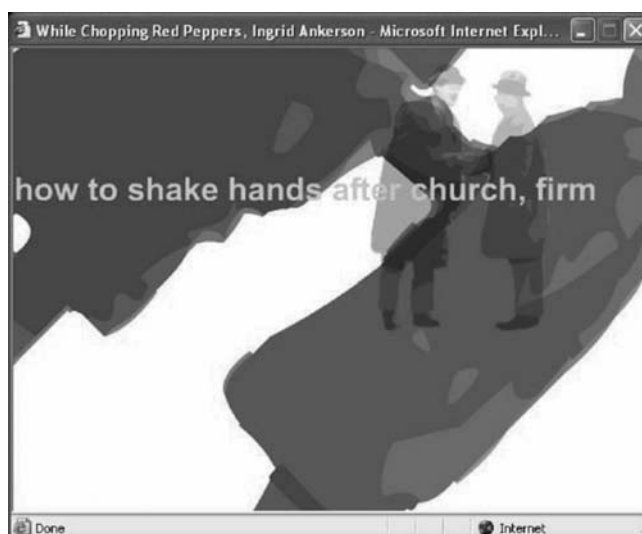 While Chopping Red Peppers, Ingrid Ankerson - Microsoft Internet Expl...
how to shake hands after church, firm
Done
Internet